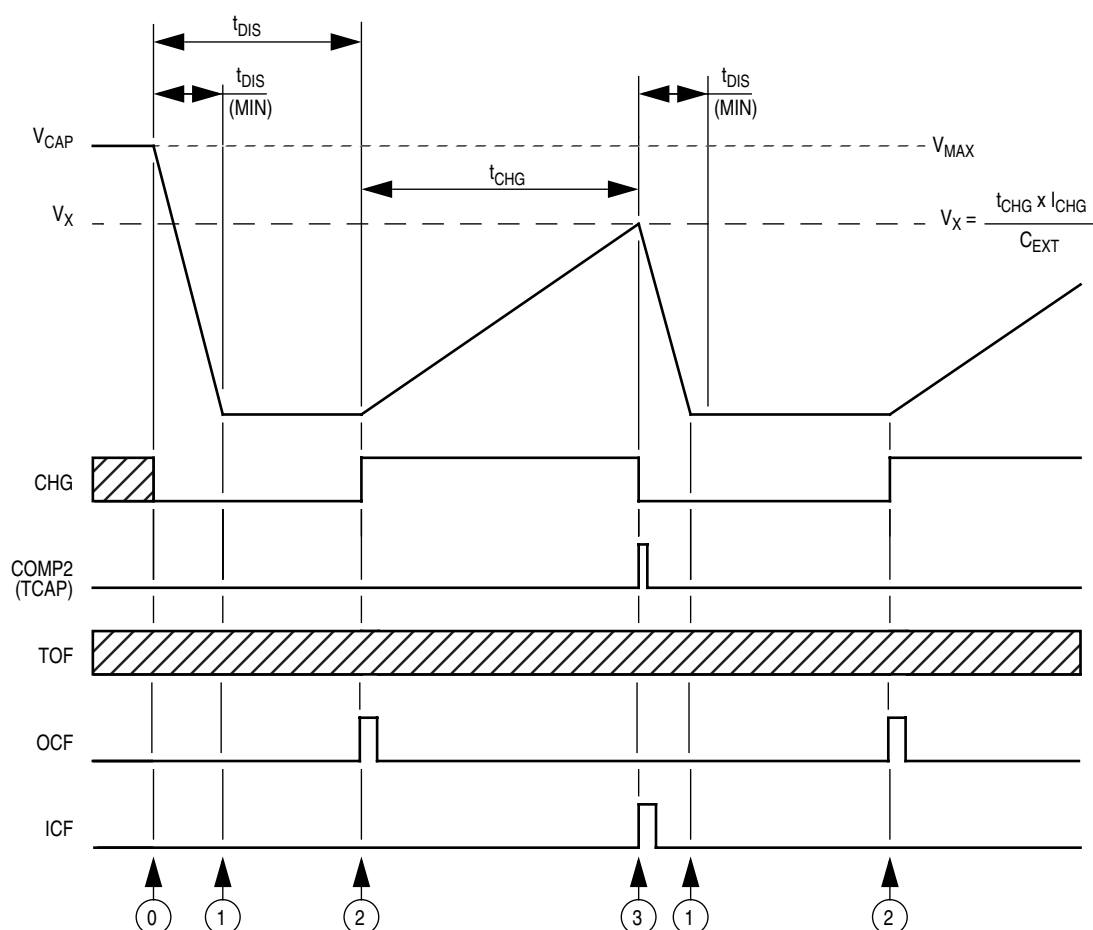 tDIS
tDIS
(MIN)
tDIS
(MIN)
VCAP
VMAX
tCHG
VX
VX = tCHG x ICHG
CEXT
CHG
COMP2
(TCAP)
TOF
OCF
ICF
0 1 2 3 1 2